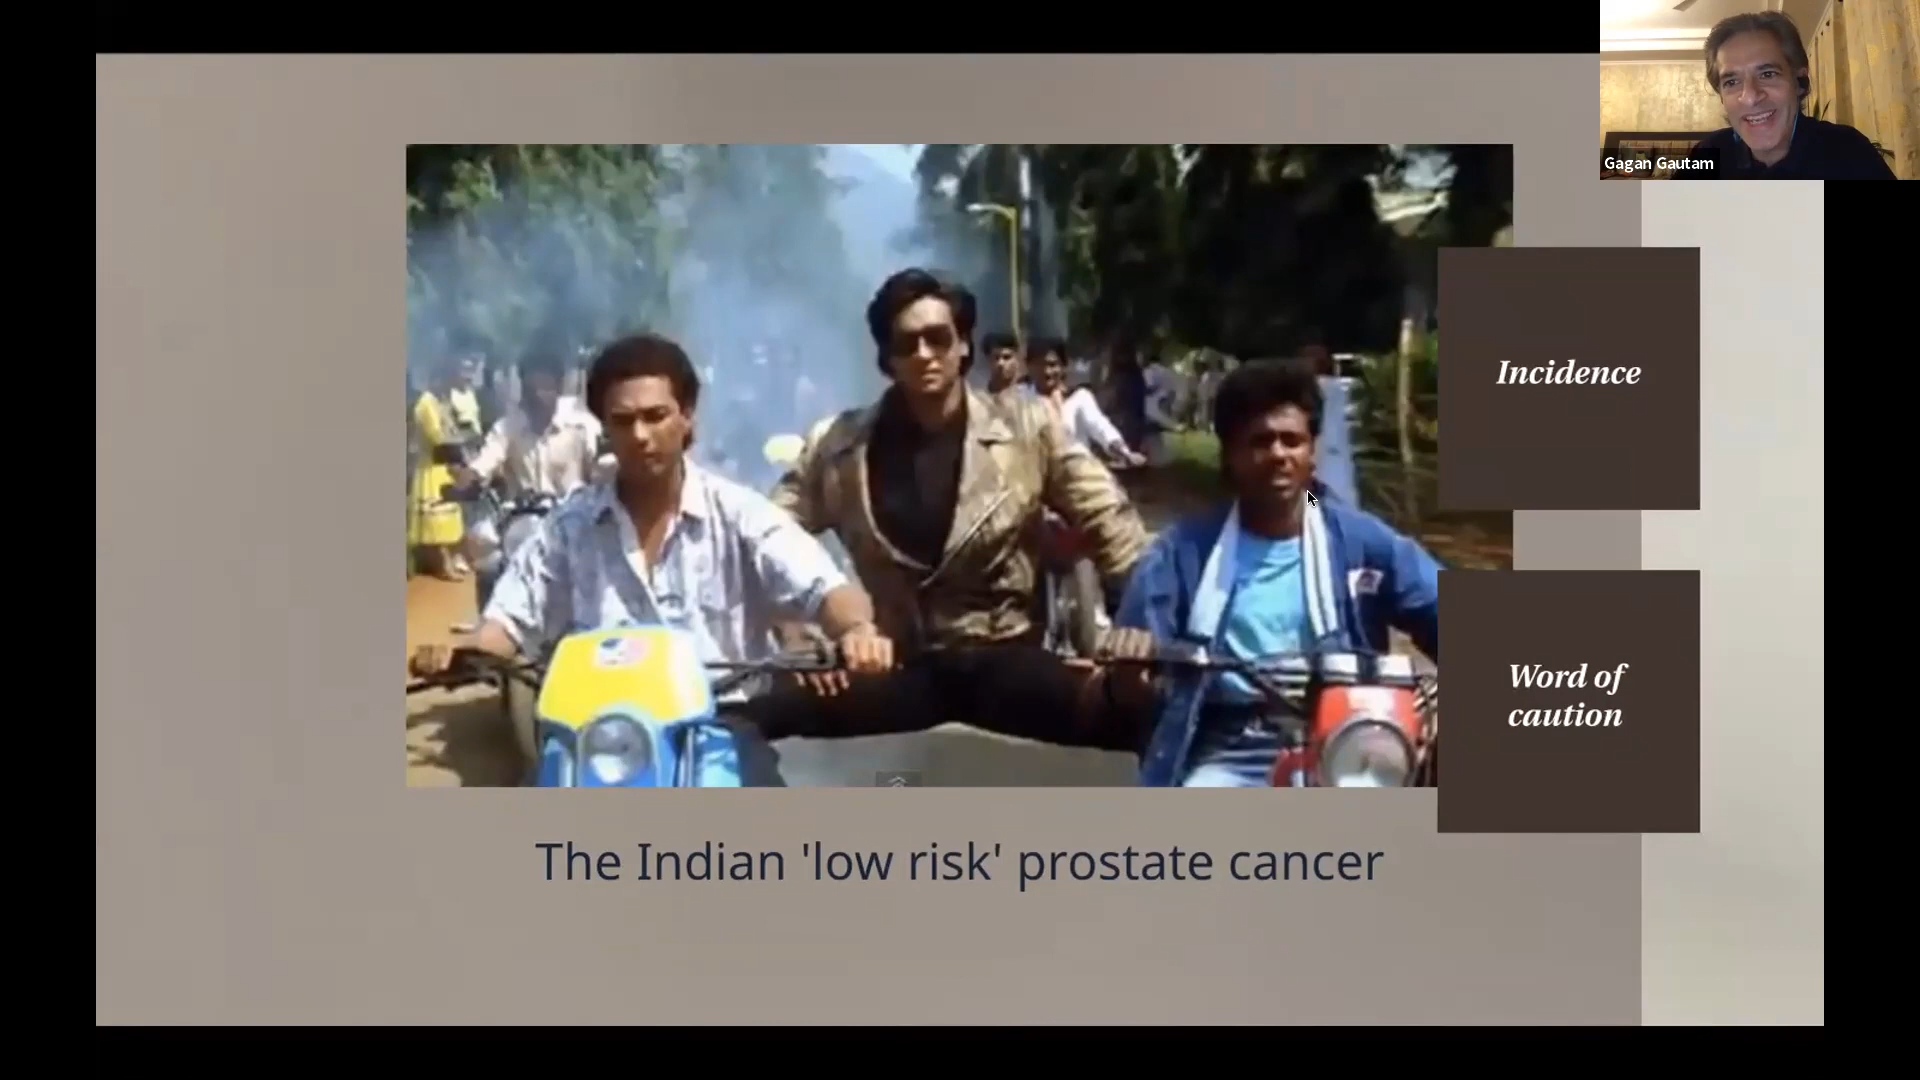 Gagan Gautam
Incidence
Word of
caution
The Indian 'low risk' prostate cancer